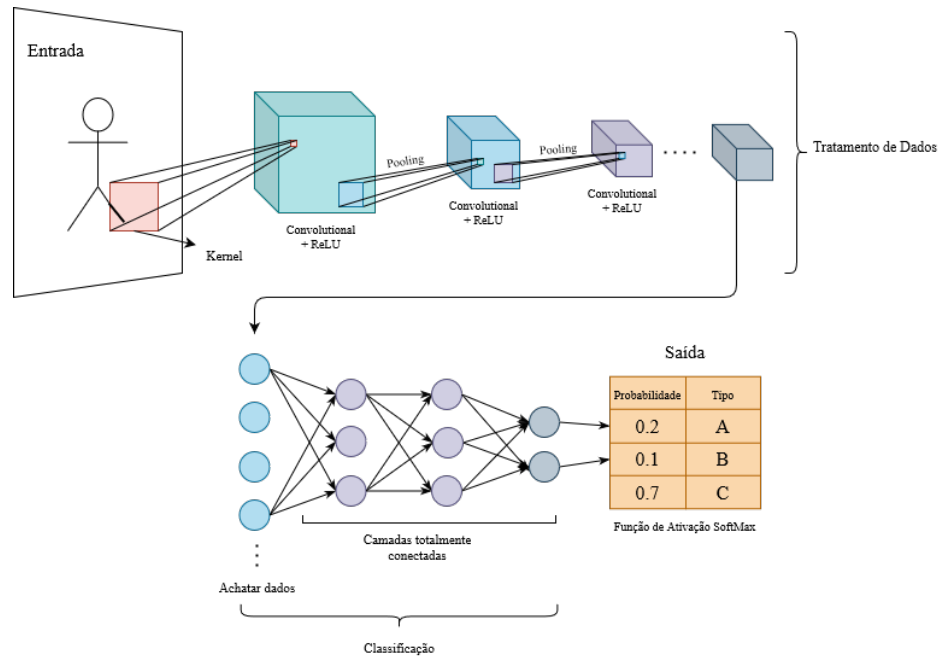 Entrada
Kernel
Convolutional
+ ReLU
Pooling
Convolutional
+ ReLU
Pooling
Convolutional
+ ReLU
Tratamento de Dados
Saída
Probabilidade Tipo
0.2 A
0.1 B
0.7 C
Função de Ativação SoftMax
Camadas totalmente
conectadas
Achatar dados
Classificação